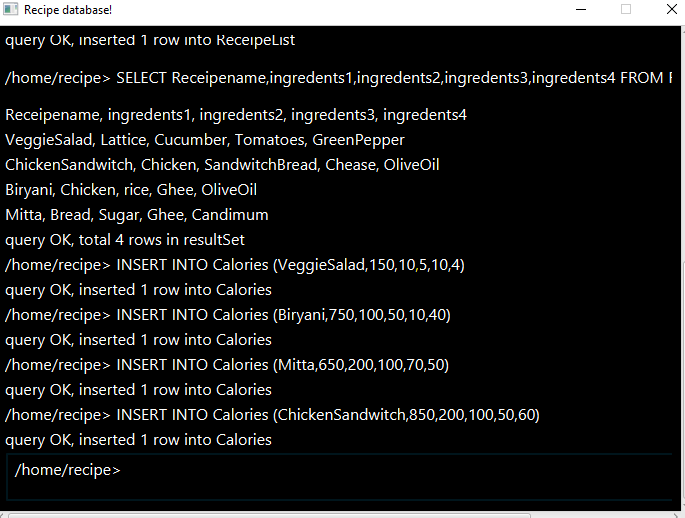 Recipe database!
query OK, inserted 1 row into ReceipeList
/home/recipe> SELECT Receipename,ingredents1,ingredents2,ingredents3,ingredents4 FROM
Receipename, ingredents1, ingredents2, ingredents3, ingredents4
VeggieSalad, Lattice, Cucumber, Tomatoes, GreenPepper
ChickenSandwitch, Chicken, SandwitchBread, Chease, OliveOil
Biryani, Chicken, rice, Ghee, OliveOil
Mitta, Bread, Sugar, Ghee, Candimum
query OK, total 4 rows in resultSet
/home/recipe> INSERT INTO Calories (VeggieSalad,150,10,5,10,4)
query OK, inserted 1 row into Calories
/home/recipe> INSERT INTO Calories (Biryani,750,100,50,10,40)
query OK, inserted 1 row into Calories
/home/recipe> INSERT INTO Calories (Mitta,650,200,100,70,50)
query OK, inserted 1 row into Calories
/home/recipe> INSERT INTO Calories (ChickenSandwitch,850,200,100,50,60)
query OK, inserted 1 row into Calories
/home/recipe>